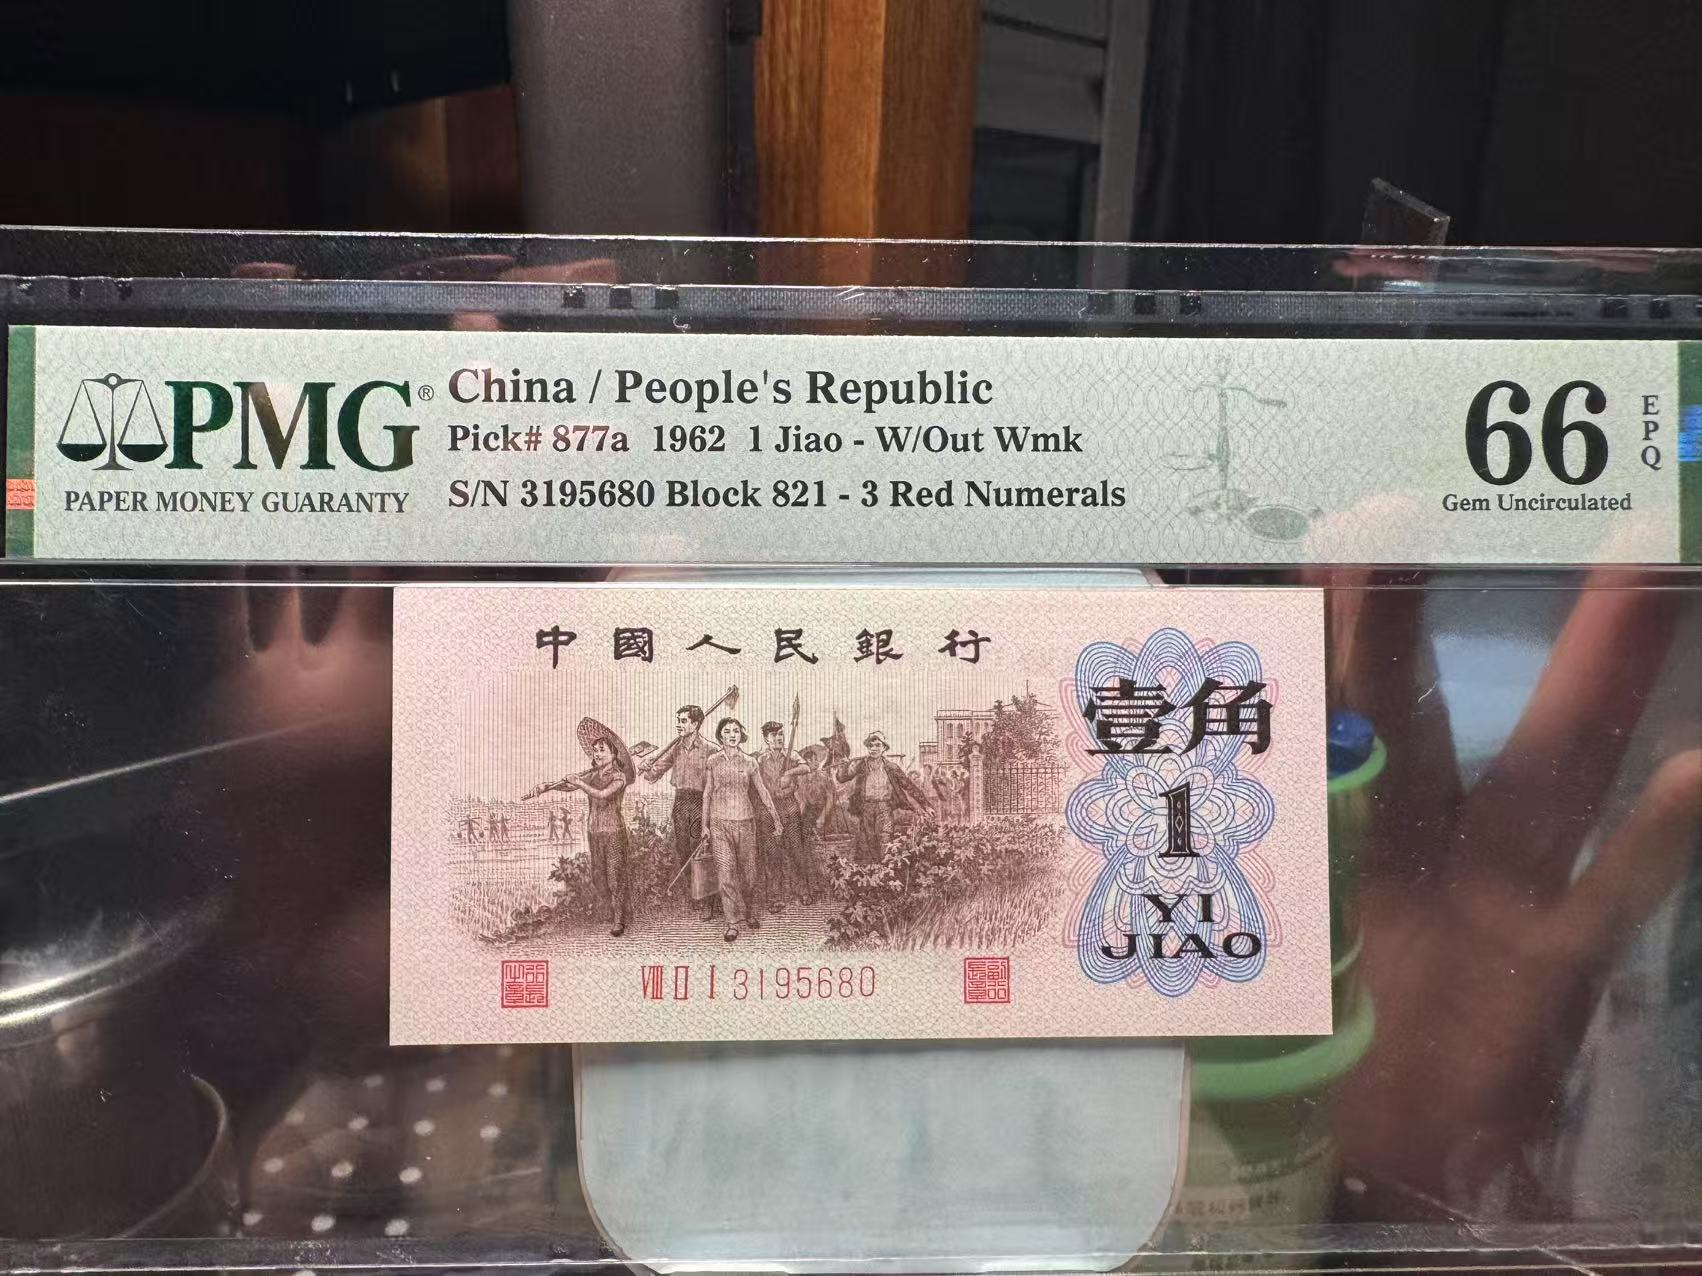 PMG®
PAPER MONEY GUARANTY
China / People's Republic
Pick# 877a 1962 1 Jiao - W/Out Wmk
S/N 3195680 Block 821 - 3 Red Numerals
66
EPQ
Gem Uncirculated
中國人民銀行
壹角
1
YI
JIAO
VIII II I 3195680